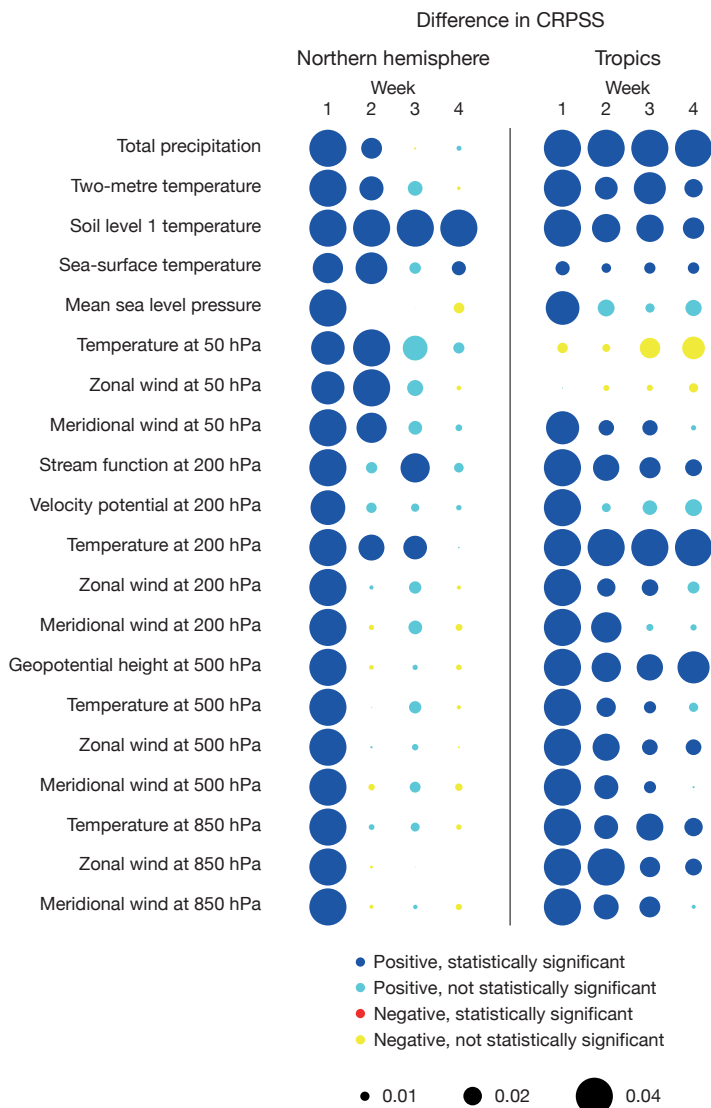 Difference in CRPSS
Northern hemisphere Tropics
Week Week
1 2 3 4 1 2 3 4
Total precipitation
Two-metre temperature
Soil level 1 temperature
Sea-surface temperature
Mean sea level pressure
Temperature at 50 hPa
Zonal wind at 50 hPa
Meridional wind at 50 hPa
Stream function at 200 hPa
Velocity potential at 200 hPa
Temperature at 200 hPa
Zonal wind at 200 hPa
Meridional wind at 200 hPa
Geopotential height at 500 hPa
Temperature at 500 hPa
Zonal wind at 500 hPa
Meridional wind at 500 hPa
Temperature at 850 hPa
Zonal wind at 850 hPa
Meridional wind at 850 hPa
Positive, statistically significant
Positive, not statistically significant
Negative, statistically significant
Negative, not statistically significant
0.01 0.02 0.04